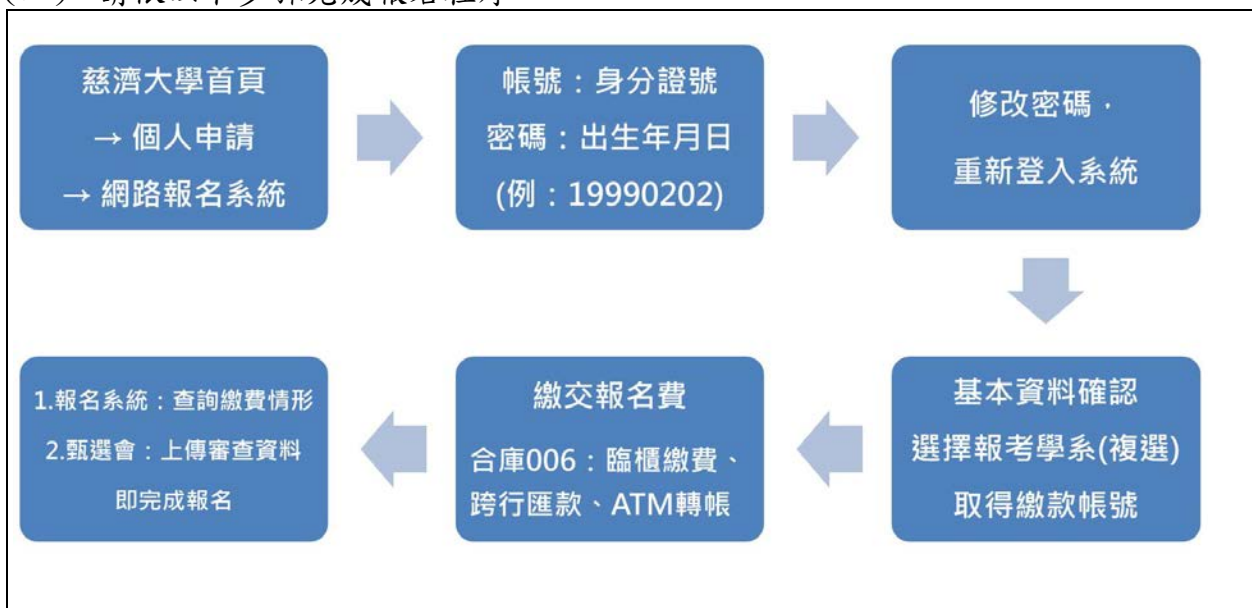 慈濟大學首頁
→ 個人申請
→ 網路報名系統
帳號：身分證號
密碼：出生年月日
(例：19990202)
修改密碼，
重新登入系統
基本資料確認
選擇報考學系(複選)
取得繳款帳號
繳交報名費
合庫006：臨櫃繳費、
跨行匯款、ATM轉帳
1.報名系統：查詢繳費情形
2.甄選會：上傳審查資料
即完成報名